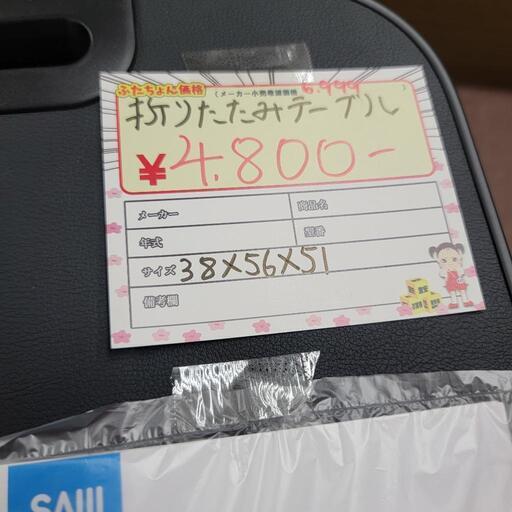 ふたちょん価格
（メーカー小売希望価格 6.999 ）
折りたたみテーブル
¥4.800-
メーカー
商品名
年式
型番
サイズ 38×56×51
備考欄